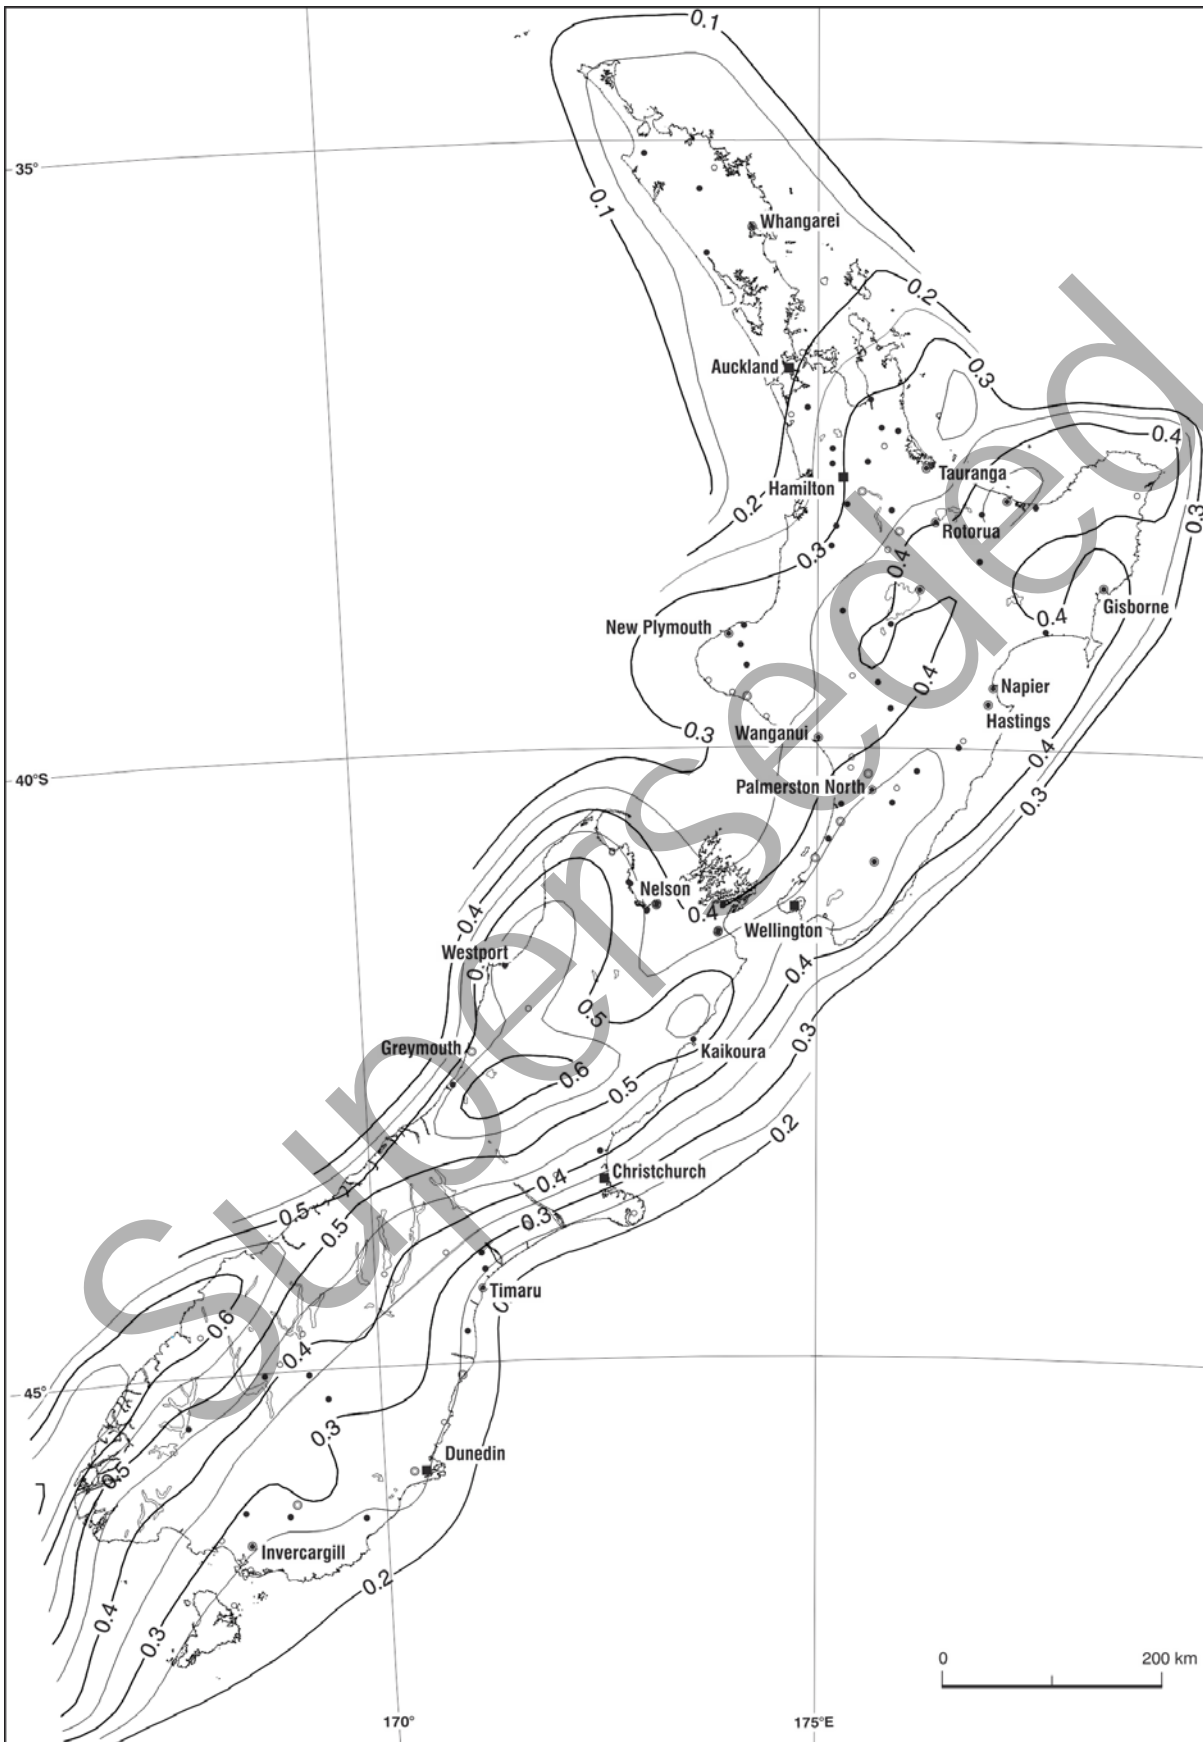 0.1
35°
0.1
Whangarei
0.2
Auckland
0.3
0.4
Tauranga
Hamilton
0.2
0.3
Rotorua
0.3
0.4
Gisborne
0.4
New Plymouth
0.4
Napier
Hastings
0.3
Wanganui
0.4
40°S
Palmerston North
0.3
Nelson
0.4
0.4
Wellington
Westport
0.4
0.5
0.3
Greymouth
Kaikoura
0.6
0.5
0.2
Christchurch
0.4
0.5
0.3
0.5
Timaru
0.6
0.4
45°
0.3
Dunedin
0.5
Invercargill
0.2
0.4
0.3
0
200 km
170°
175°E
Superseded